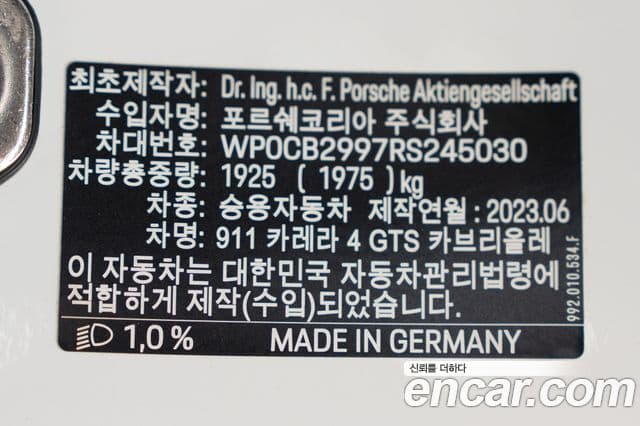 최초제작자: Dr. Ing. h.c. F. Porsche Aktiengesellschaft
수입자명: 포르쉐코리아 주식회사
차대번호: WP0CB2997RS245030
차량총중량: 1925 ( 1975) kg
차종: 승용자동차 제작연월: 2023.06
차명: 911 카레라 4 GTS 카브리올레
이 자동차는 대한민국 자동차관리법령에
적합하게 제작(수입)되었습니다.
992.010.534.F
1,0 % MADE IN GERMANY
신뢰를 더하다
encar.com